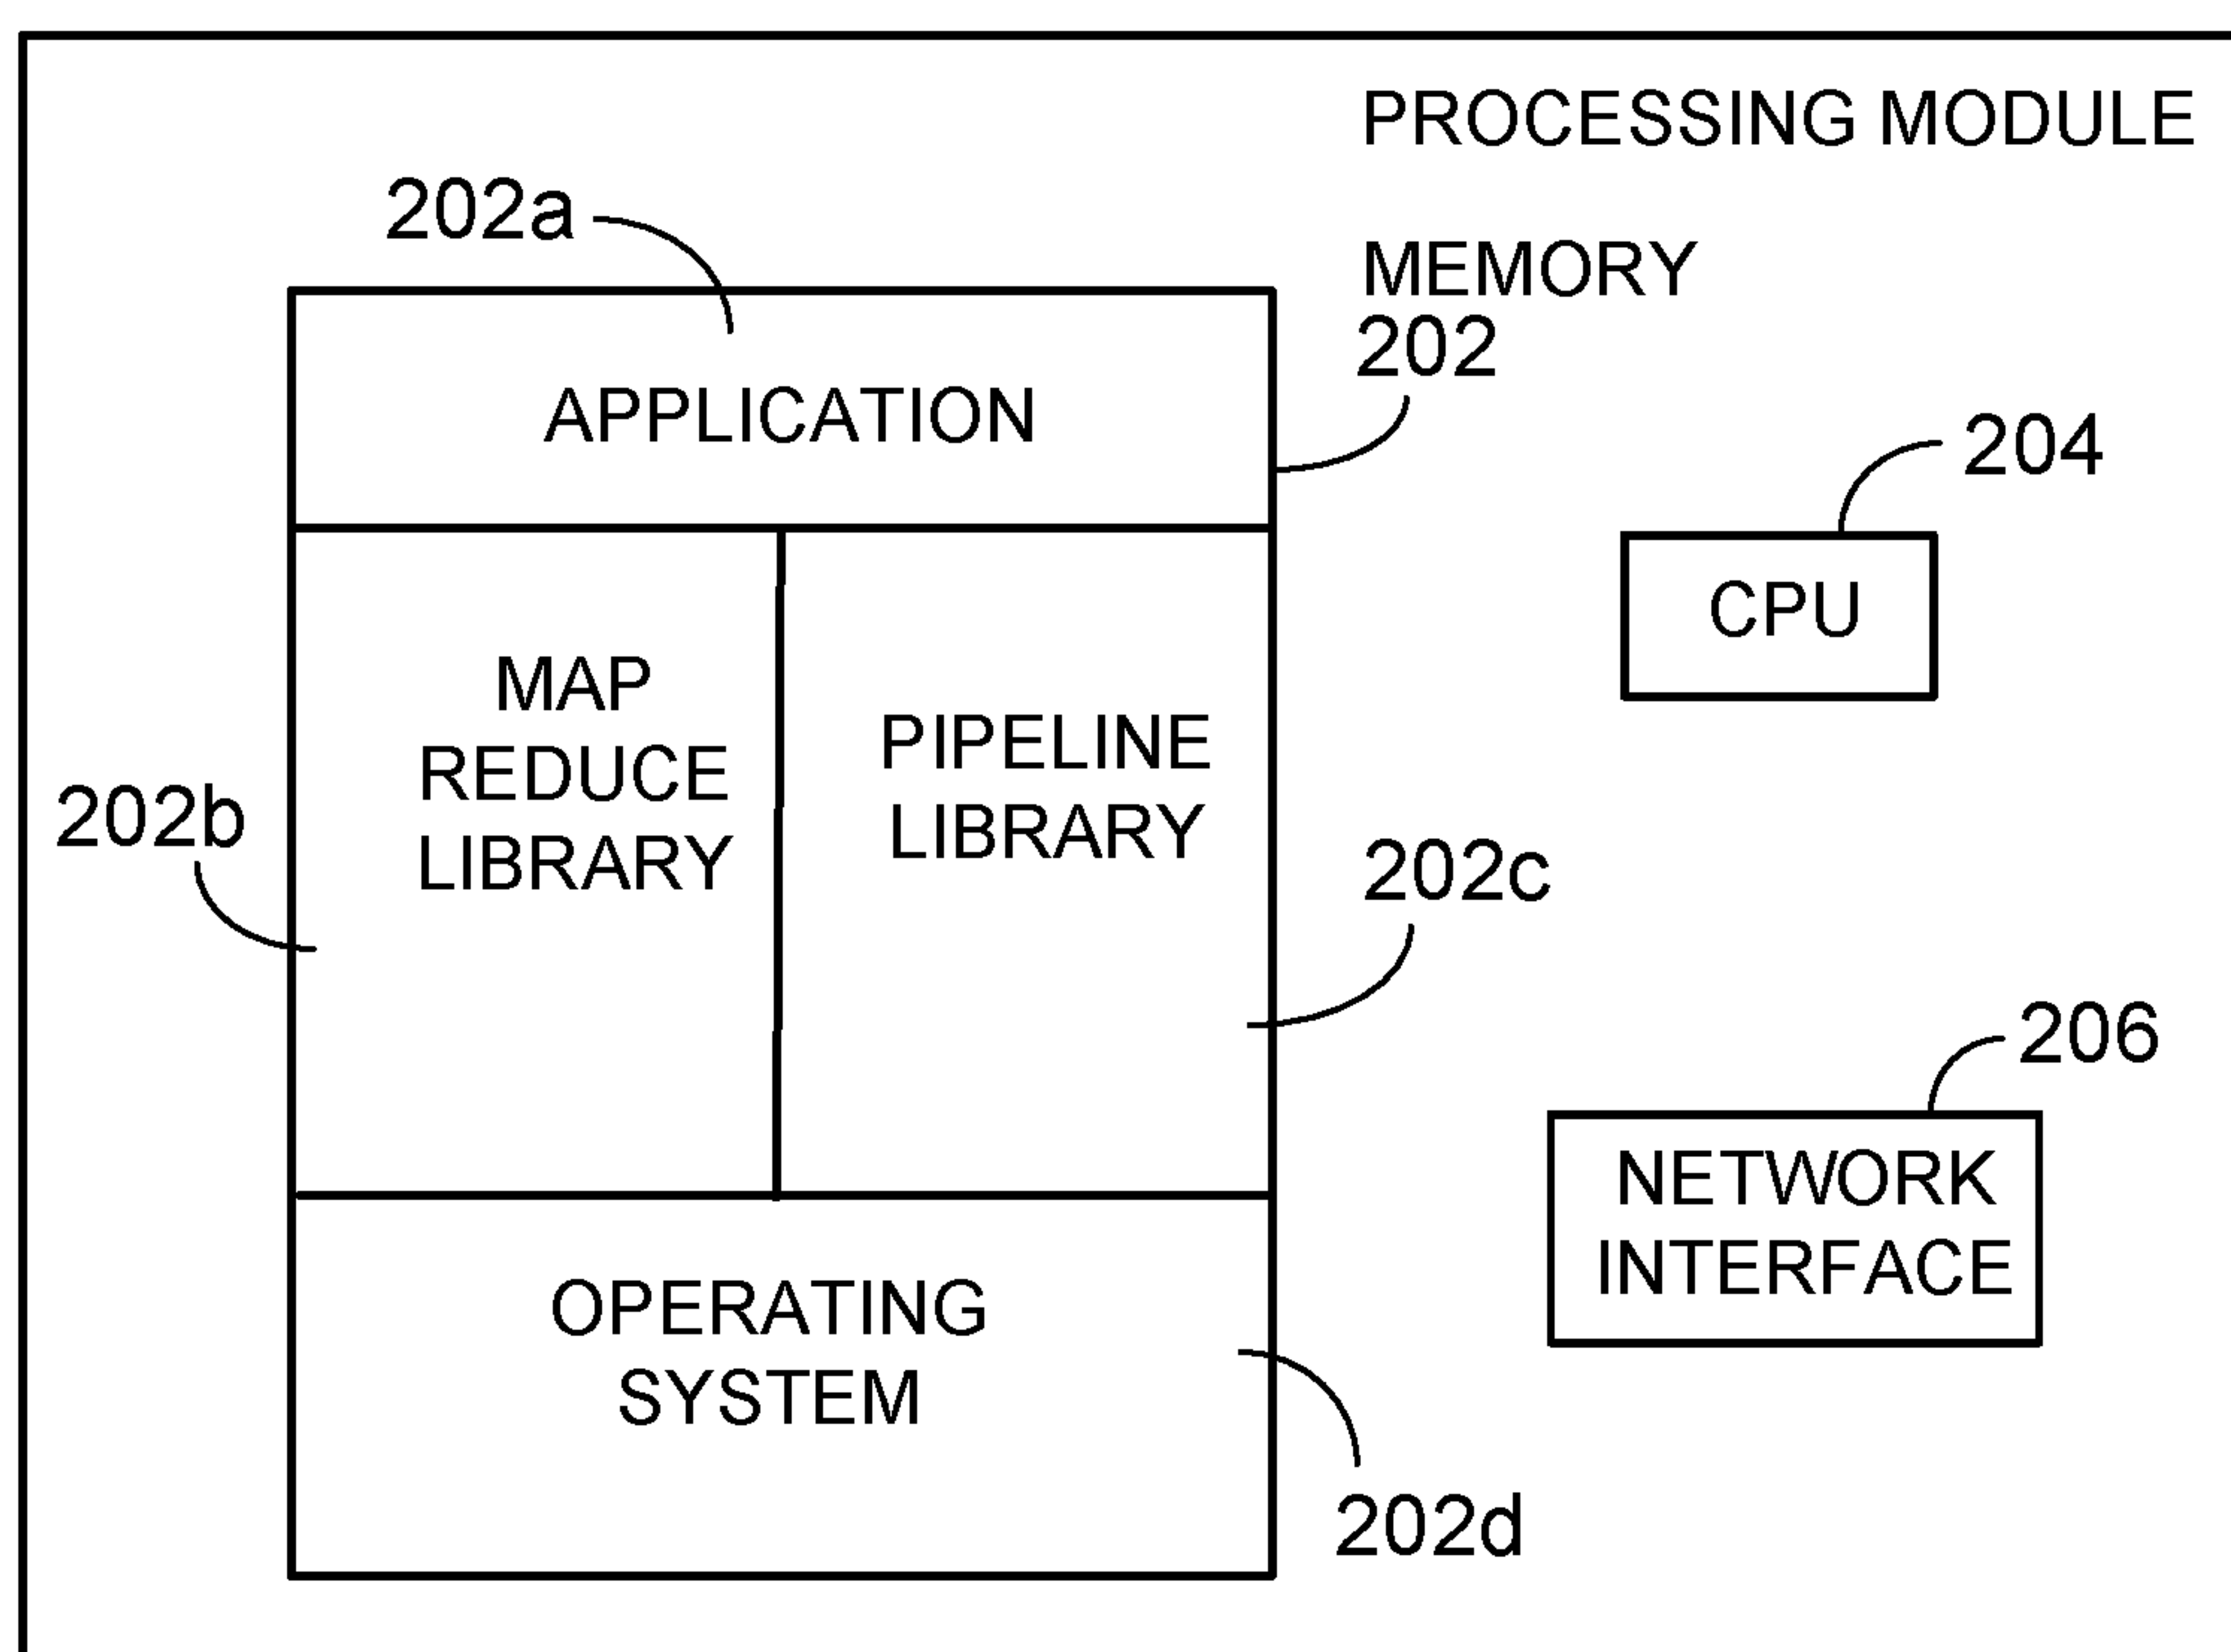 PROCESSING MODULE
202a
MEMORY
202
APPLICATION
204
CPU
MAP
REDUCE
LIBRARY
PIPELINE
LIBRARY
202b
202c
206
NETWORK
INTERFACE
OPERATING
SYSTEM
202d